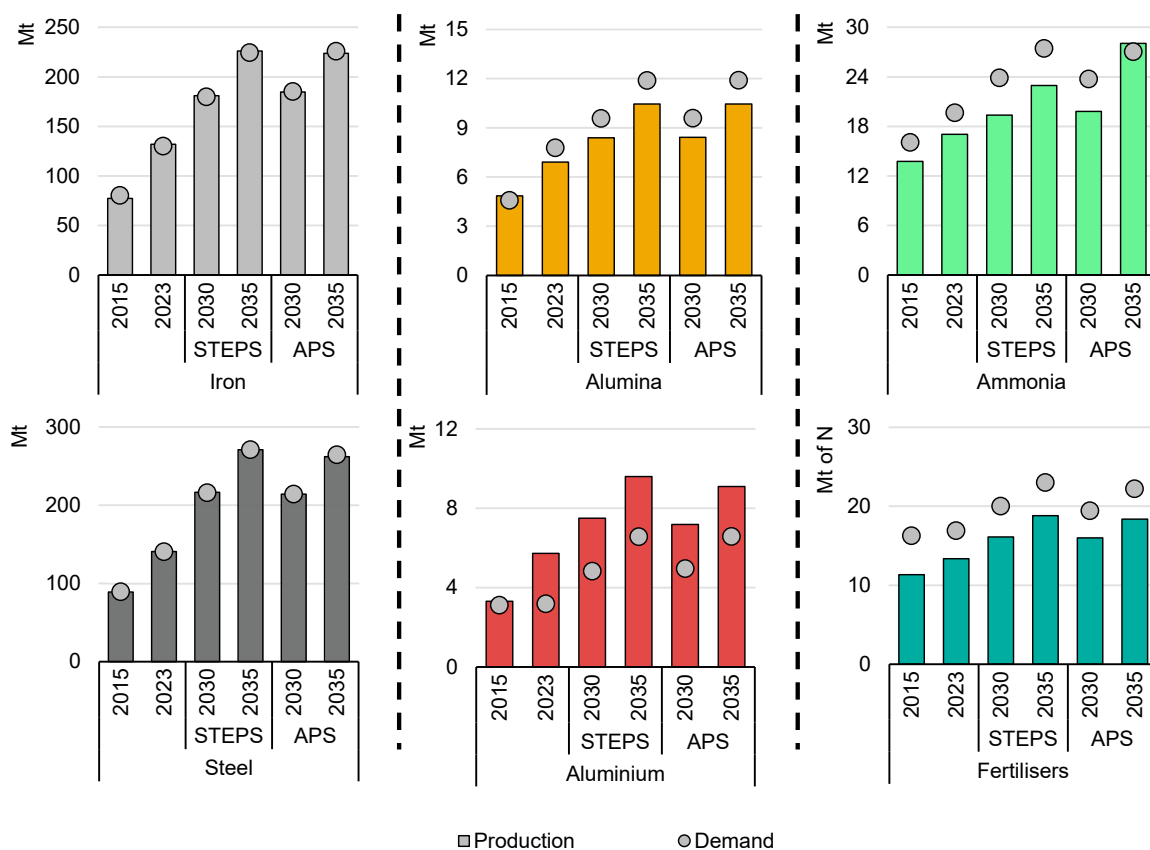 Mt
250
200
150
100
50
0
2015
2023
2030
2035
2030
2035
STEPS
APS
Iron
Mt
15
12
9
6
3
0
2015
2023
2030
2035
2030
2035
STEPS
APS
Alumina
Mt
30
24
18
12
6
0
2015
2023
2030
2035
2030
2035
STEPS
APS
Ammonia
Mt
300
200
100
0
2015
2023
2030
2035
2030
2035
STEPS
APS
Steel
Mt
12
8
4
0
2015
2023
2030
2035
2030
2035
STEPS
APS
Aluminium
Mt of N
30
20
10
0
2015
2023
2030
2035
2030
2035
STEPS
APS
Fertilisers
Production
Demand